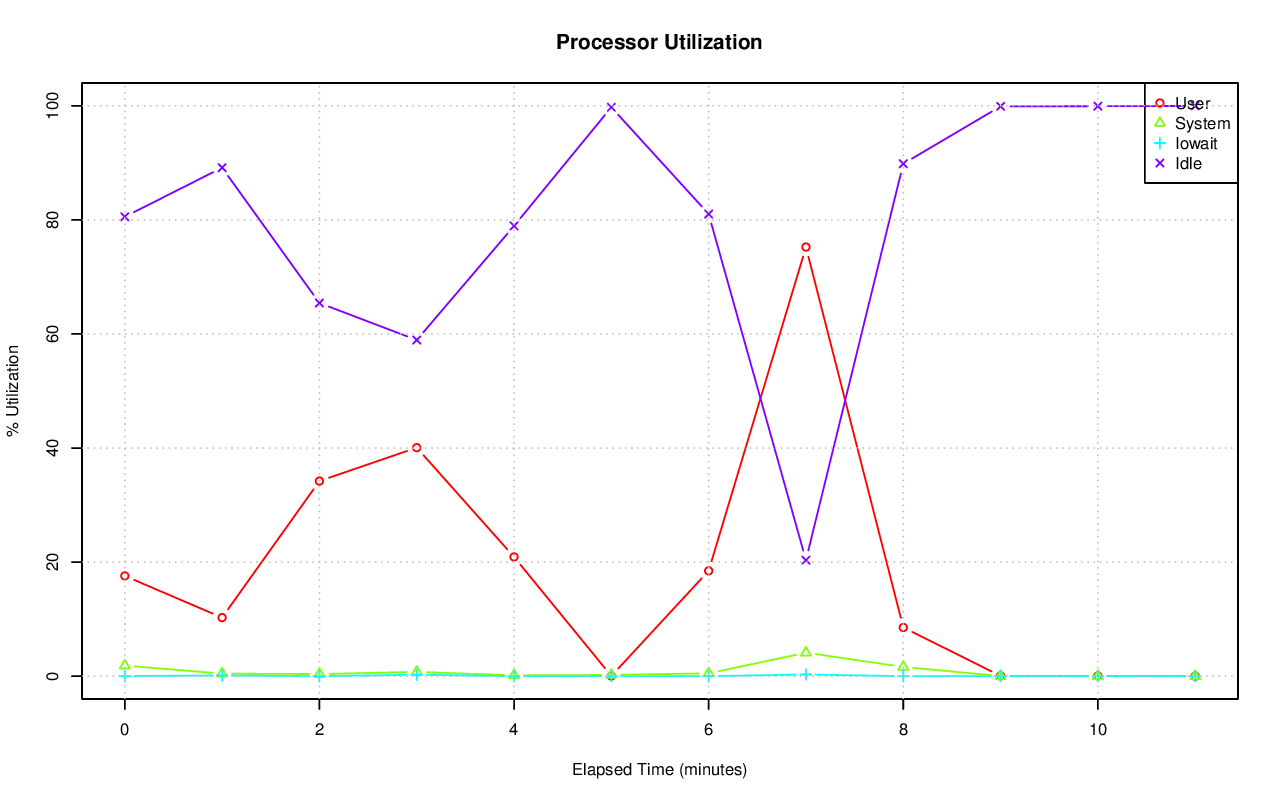 Processor Utilization
% Utilization
100
80
60
40
20
0
User
System
Iowait
Idle
0 2 4 6 8 10
Elapsed Time (minutes)